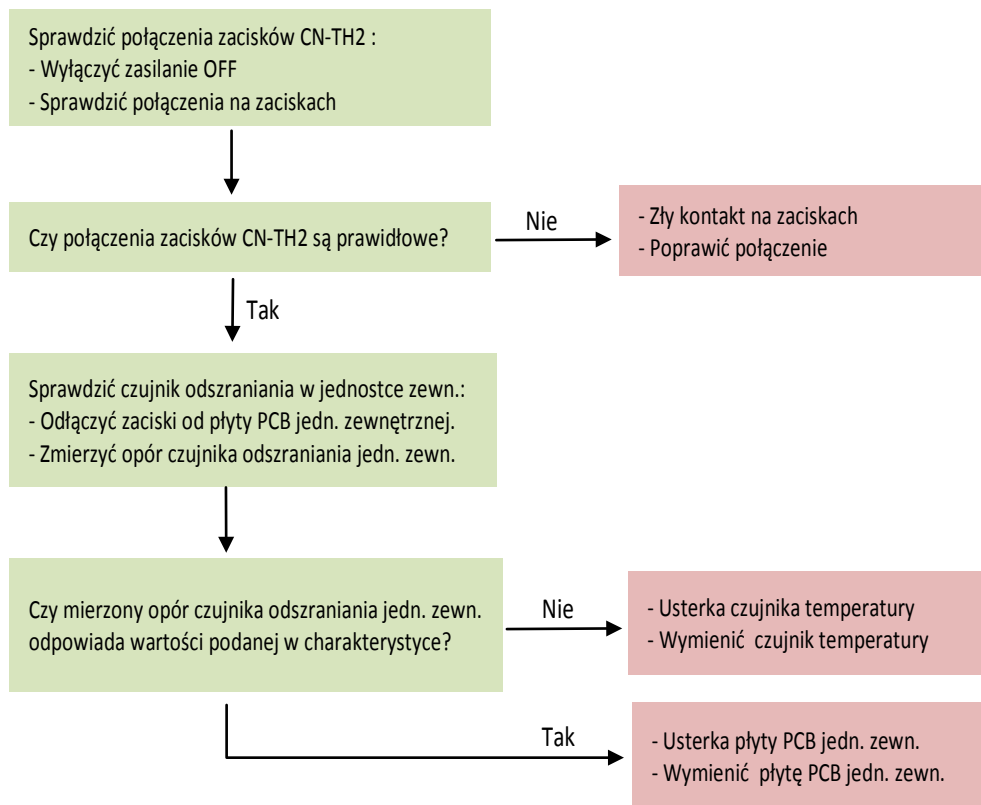 Sprawdzić połączenia zacisków CN-TH2 :
- Wyłączyć zasilanie OFF
- Sprawdzić połączenia na zaciskach
Czy połączenia zacisków CN-TH2 są prawidłowe?
Nie
- Zły kontakt na zaciskach
- Poprawić połączenie
Tak
Sprawdzić czujnik odszraniania w jednostce zewn.:
- Odłączyć zaciski od płyty PCB jedn. zewnętrznej.
- Zmierzyć opór czujnika odszraniania jedn. zewn.
Czy mierzony opór czujnika odszraniania jedn. zewn.
odpowiada wartości podanej w charakterystyce?
Nie
- Usterka czujnika temperatury
- Wymienić czujnik temperatury
Tak
- Usterka płyty PCB jedn. zewn.
- Wymienić płytę PCB jedn. zewn.